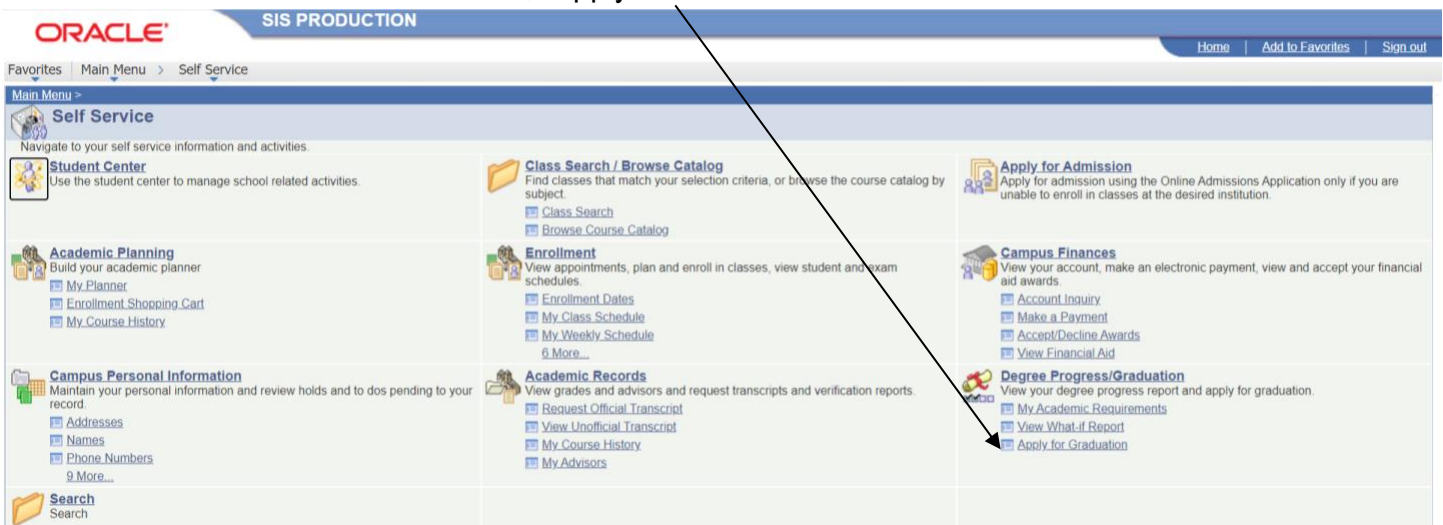 ORACLE'
SIS PRODUCTION
Home | Add to Favorites | Sign out
Favorites | Main Menu > Self Service
Main Menu >
Self Service
Navigate to your self service information and activities.
Student Center
Use the student center to manage school related activities.
Class Search / Browse Catalog
Find classes that match your selection criteria, or browse the course catalog by
subject.
Class Search
Browse Course Catalog
Apply for Admission
Apply for admission using the Online Admissions Application only if you are
unable to enroll in classes at the desired institution.
Academic Planning
Build your academic planner
My Planner
Enrollment Shopping Cart
My Course History
Enrollment
View appointments, plan and enroll in classes, view student and exam
schedules.
Enrollment Dates
My Class Schedule
My Weekly Schedule
6 More...
Campus Finances
View your account, make an electronic payment, view and accept your financial
aid awards.
Account Inquiry
Make a Payment
Accept/Decline Awards
View Financial Aid
Campus Personal Information
Maintain your personal information and review holds and to dos pending to your
record.
Addresses
Names
Phone Numbers
9 More...
Academic Records
View grades and advisors and request transcripts and verification reports.
Request Official Transcript
View Unofficial Transcript
My Course History
My Advisors
Degree Progress/Graduation
View your degree progress report and apply for graduation.
My Academic Requirements
View What-if Report
Apply for Graduation
Search
Search